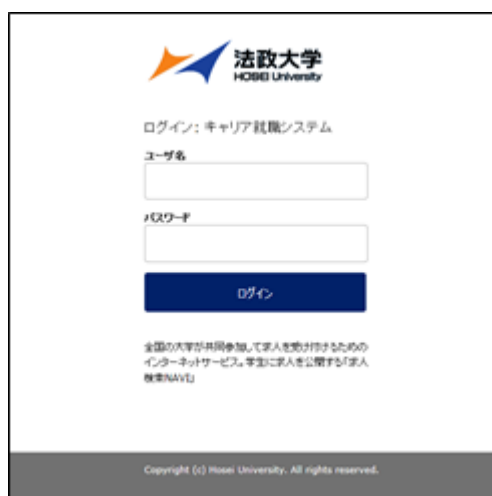 法政大学
HOSEI University
ログイン: キャリア就職システム
ユーザ名
パスワード
ログイン
全国の大学が共同参加して求人を受け付けるための
インターネットサービス。学生に求人を公開する「求人
検索NAVI」
Copyright (c) Hosei University. All rights reserved.